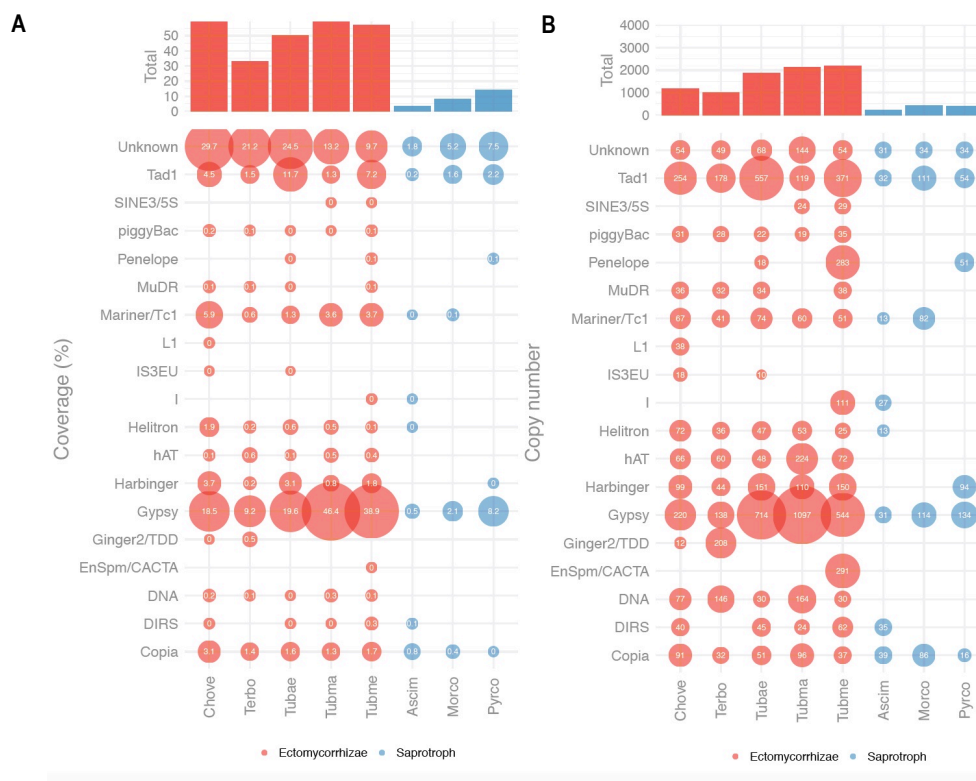 A
Total
50
40
30
20
10
0
Coverage (%)
Unknown 29.7 21.2 24.5 13.2 9.7 1.8 5.2 7.5
Tad1 4.5 1.5 11.7 1.3 7.2 0.2 1.6 2.2
SINE3/5S 0 0
piggyBac 0.2 0.1 0 0 0.1
Penelope 0 0.1 0.1
MuDR 0.1 0.1 0 0.1
Mariner/Tc1 5.9 0.6 1.3 3.6 3.7 0 0.1
L1 0
IS3EU 0 0
I 0 0
Helitron 1.9 0.2 0.6 0.5 0.1 0
hAT 0.1 0.6 0.1 0.5 0.4
Harbinger 3.7 0.2 3.1 0.8 1.8 0
Gypsy 18.5 9.2 19.6 46.4 38.9 0.5 2.1 8.2
Ginger2/TDD 0 0.5
EnSpm/CACTA 0
DNA 0.2 0.1 0 0.3 0.1
DIRS 0 0 0 0.3 0.1
Copia 3.1 1.4 1.6 1.3 1.7 0.8 0.4 0
Chove Terbo Tubae Tubma Tubme Ascim Morco Pyrco
Ectomycorrhizae Saprotroph
B
Total
4000
3000
2000
1000
0
Copy number
Unknown 54 49 68 144 54 31 34 34
Tad1 254 178 557 119 371 32 111 54
SINE3/5S 24 29
piggyBac 31 28 22 19 35
Penelope 18 283 51
MuDR 36 32 34 38
Mariner/Tc1 67 41 74 60 51 13 82
L1 38
IS3EU 18 10
I 111 27
Helitron 72 36 47 53 25 13
hAT 66 60 48 224 72
Harbinger 99 44 151 110 150 94
Gypsy 220 138 714 1097 544 31 114 134
Ginger2/TDD 12 208
EnSpm/CACTA 291
DNA 77 146 30 164 30
DIRS 40 45 24 62 35
Copia 91 32 51 96 37 39 86 16
Chove Terbo Tubae Tubma Tubme Ascim Morco Pyrco
Ectomycorrhizae Saprotroph